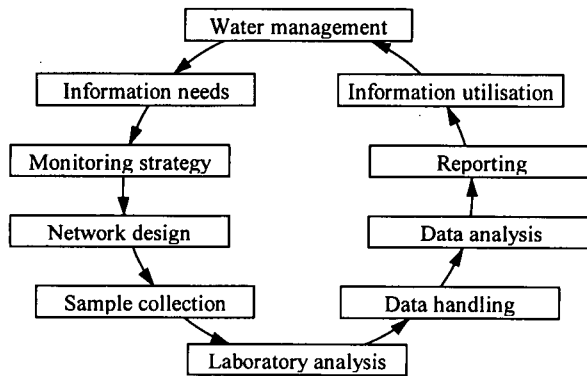 Water management
Information needs
Information utilisation
Monitoring strategy
Reporting
Network design
Data analysis
Sample collection
Data handling
Laboratory analysis